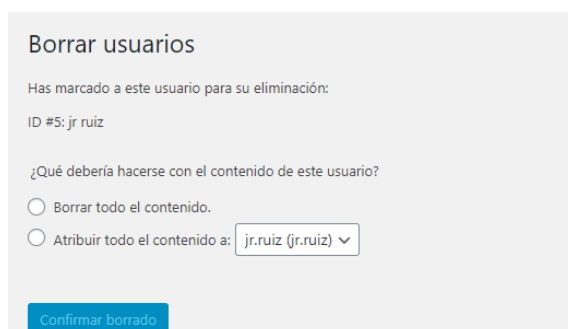 Borrar usuarios
Has marcado a este usuario para su eliminación:
ID #5: jr ruiz
¿Qué debería hacerse con el contenido de este usuario?
Borrar todo el contenido.
Atribuir todo el contenido a: jr.ruiz (jr.ruiz)
Confirmar borrado